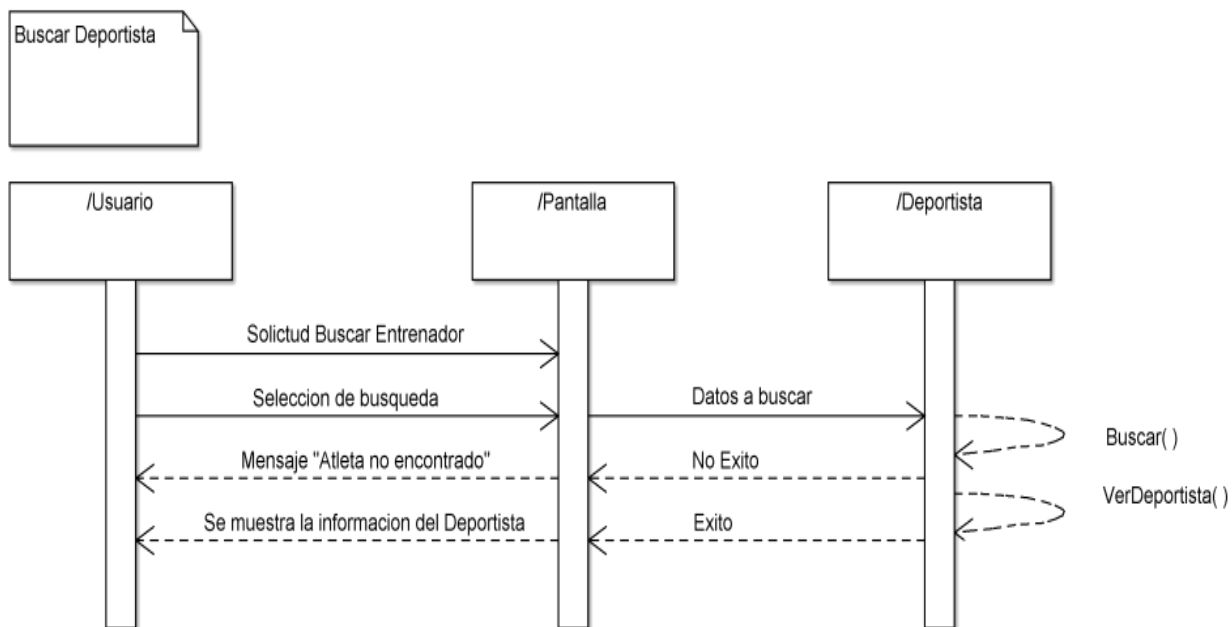 Buscar Deportista
/Usuario
/Pantalla
/Deportista
Solictud Buscar Entrenador
Seleccion de busqueda
Datos a buscar
Buscar( )
Mensaje "Atleta no encontrado"
No Exito
VerDeportista( )
Se muestra la informacion del Deportista
Exito